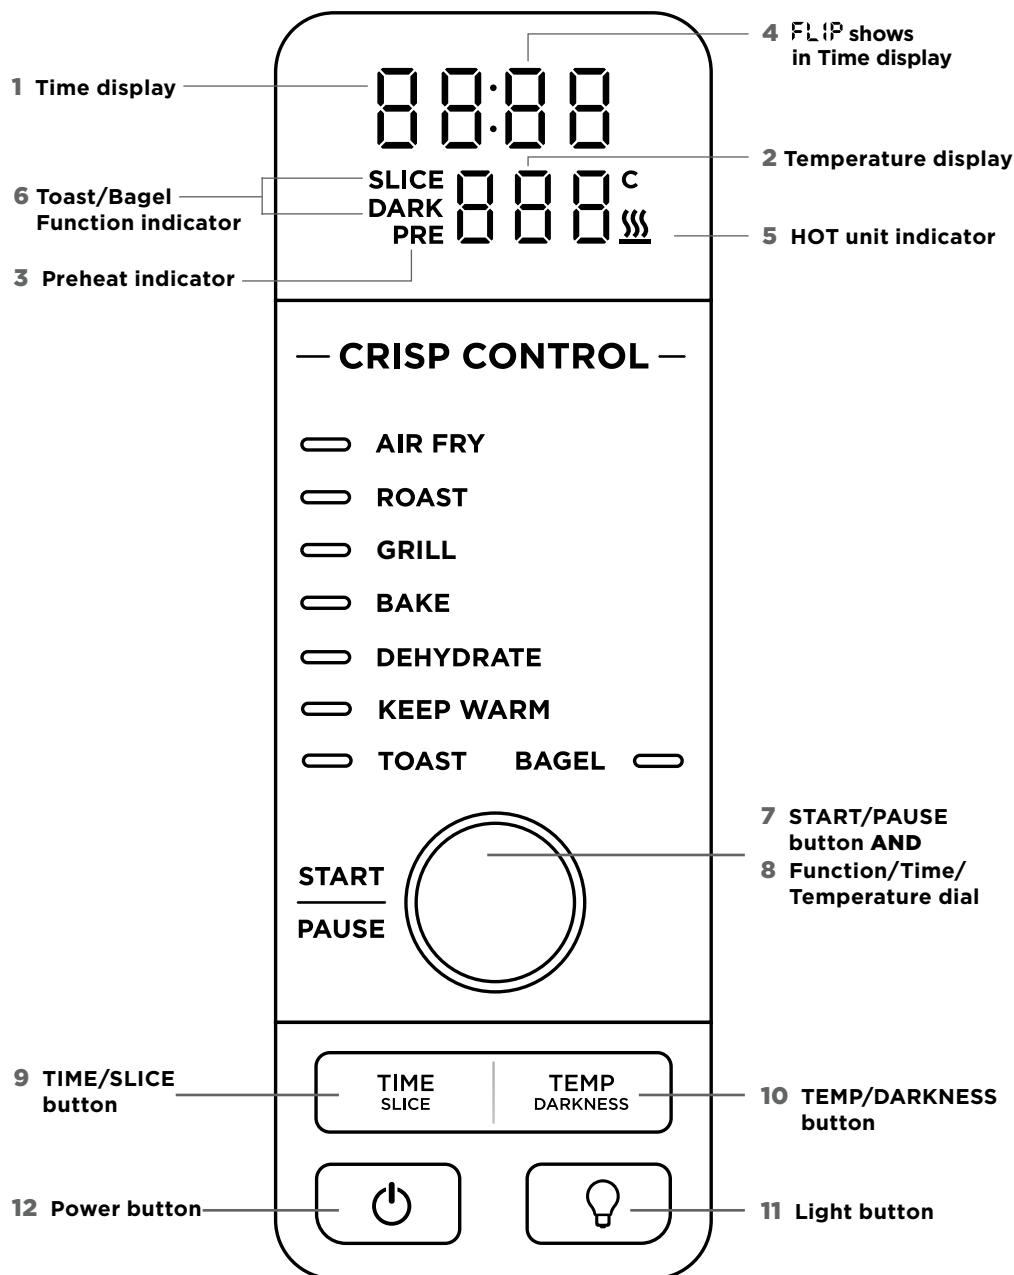 4 FLIP shows
in Time display
1 Time display
88:88
2 Temperature display
6 Toast/Bagel
Function indicator
SLICE
DARK
PRE
888
C
5 HOT unit indicator
3 Preheat indicator
CRISP CONTROL
AIR FRY
ROAST
GRILL
BAKE
DEHYDRATE
KEEP WARM
TOAST BAGEL
START
PAUSE
7 START/PAUSE
button AND
8 Function/Time/
Temperature dial
9 TIME/SLICE
button
TIME
SLICE
TEMP
DARKNESS
10 TEMP/DARKNESS
button
12 Power button
11 Light button